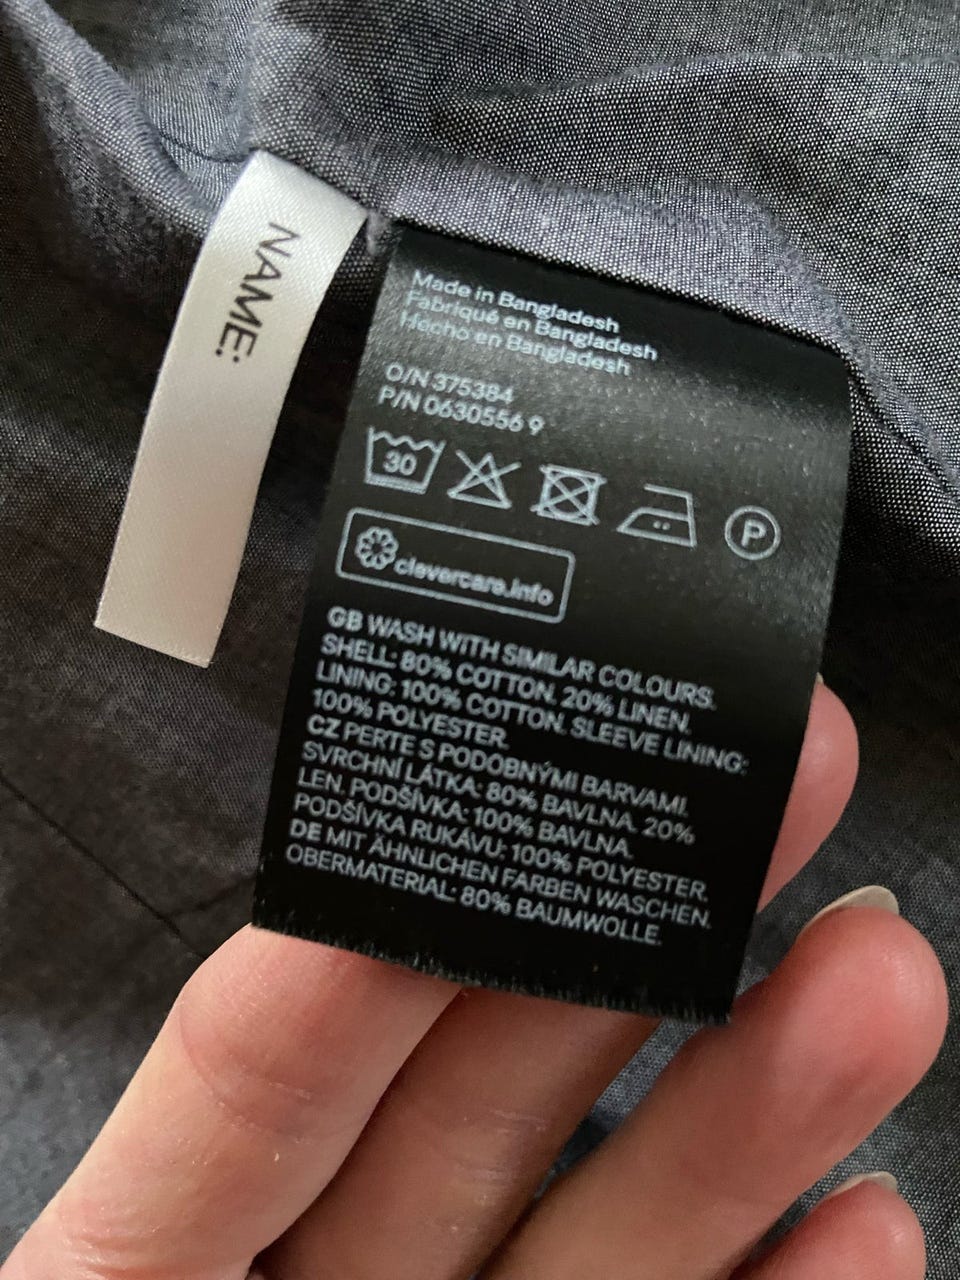 NAME:
Made in Bangladesh
Fabriqué en Bangladesh
Hecho en Bangladesh
O/N 375384
P/N 0630556 9
30
P
clevercare.info
GB WASH WITH SIMILAR COLOURS.
SHELL: 80% COTTON. 20% LINEN.
LINING: 100% COTTON. SLEEVE LINING:
100% POLYESTER.
CZ PERTE S PODOBNÝMI BARVAMI.
SVRCHNÍ LÁTKA: 80% BAVLNA. 20%
LEN. PODŠÍVKA: 100% BAVLNA.
PODŠÍVKA RUKÁVU: 100% POLYESTER.
DE MIT ÄHNLICHEN FARBEN WASCHEN.
OBERMATERIAL: 80% BAUMWOLLE.